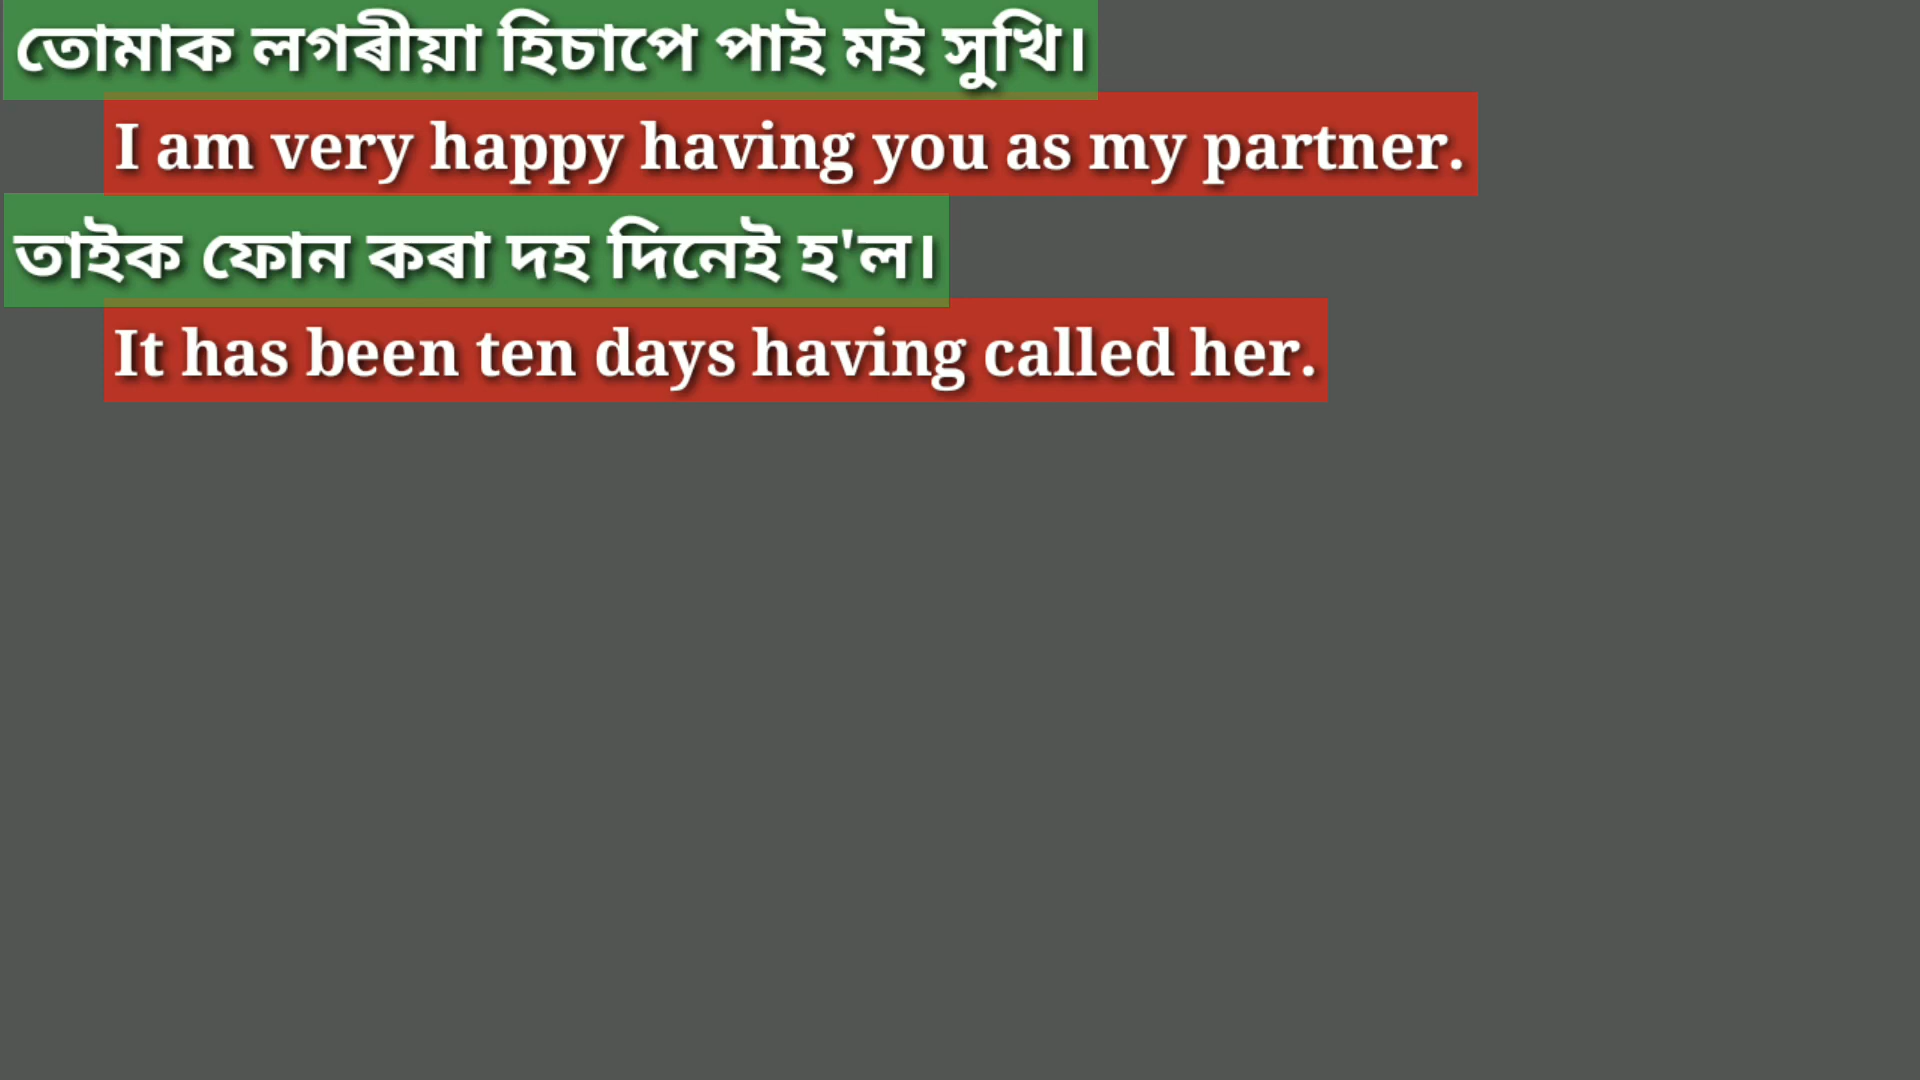 তোমাক লগৰীয়া হিচাপে পাই মই সুখি।
I am very happy having you as my partner.
তাইক ফোন কৰা দহ দিনেই হ'ল।
It has been ten days having called her.